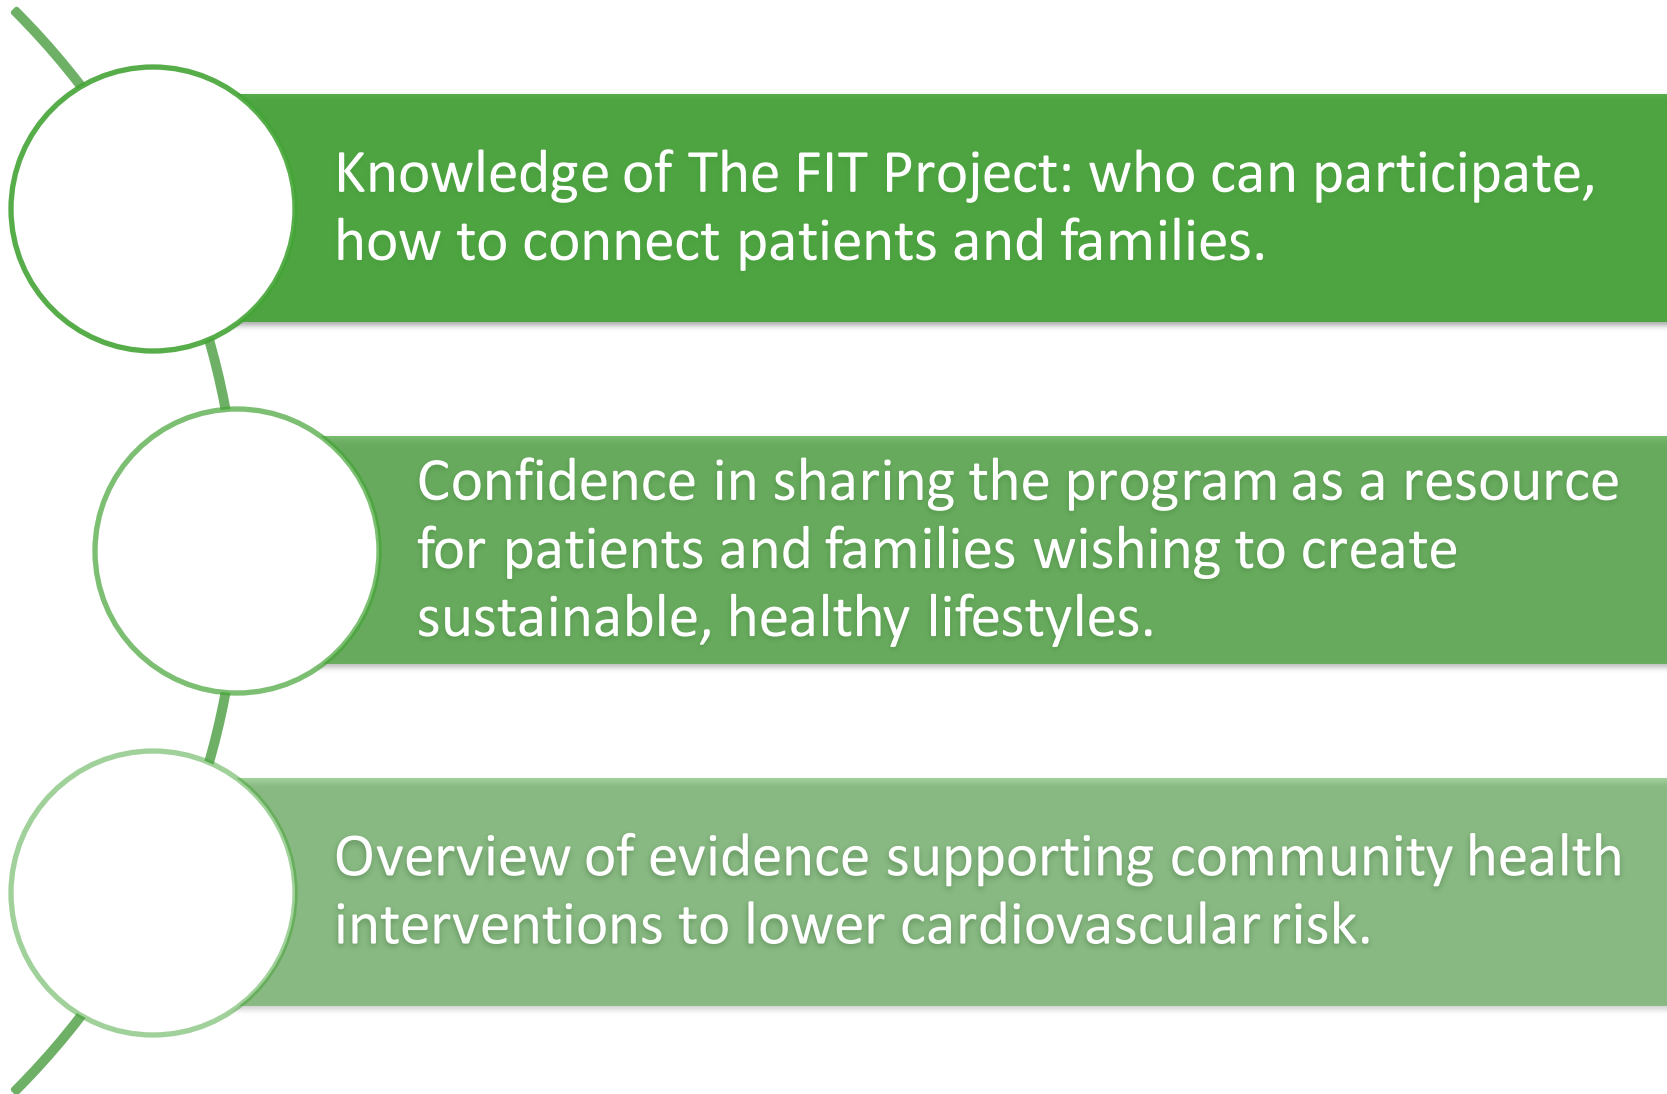 Knowledge of The FIT Project: who can participate,
how to connect patients and families.
Confidence in sharing the program as a resource
for patients and families wishing to create
sustainable, healthy lifestyles.
Overview of evidence supporting community health
interventions to lower cardiovascular risk.